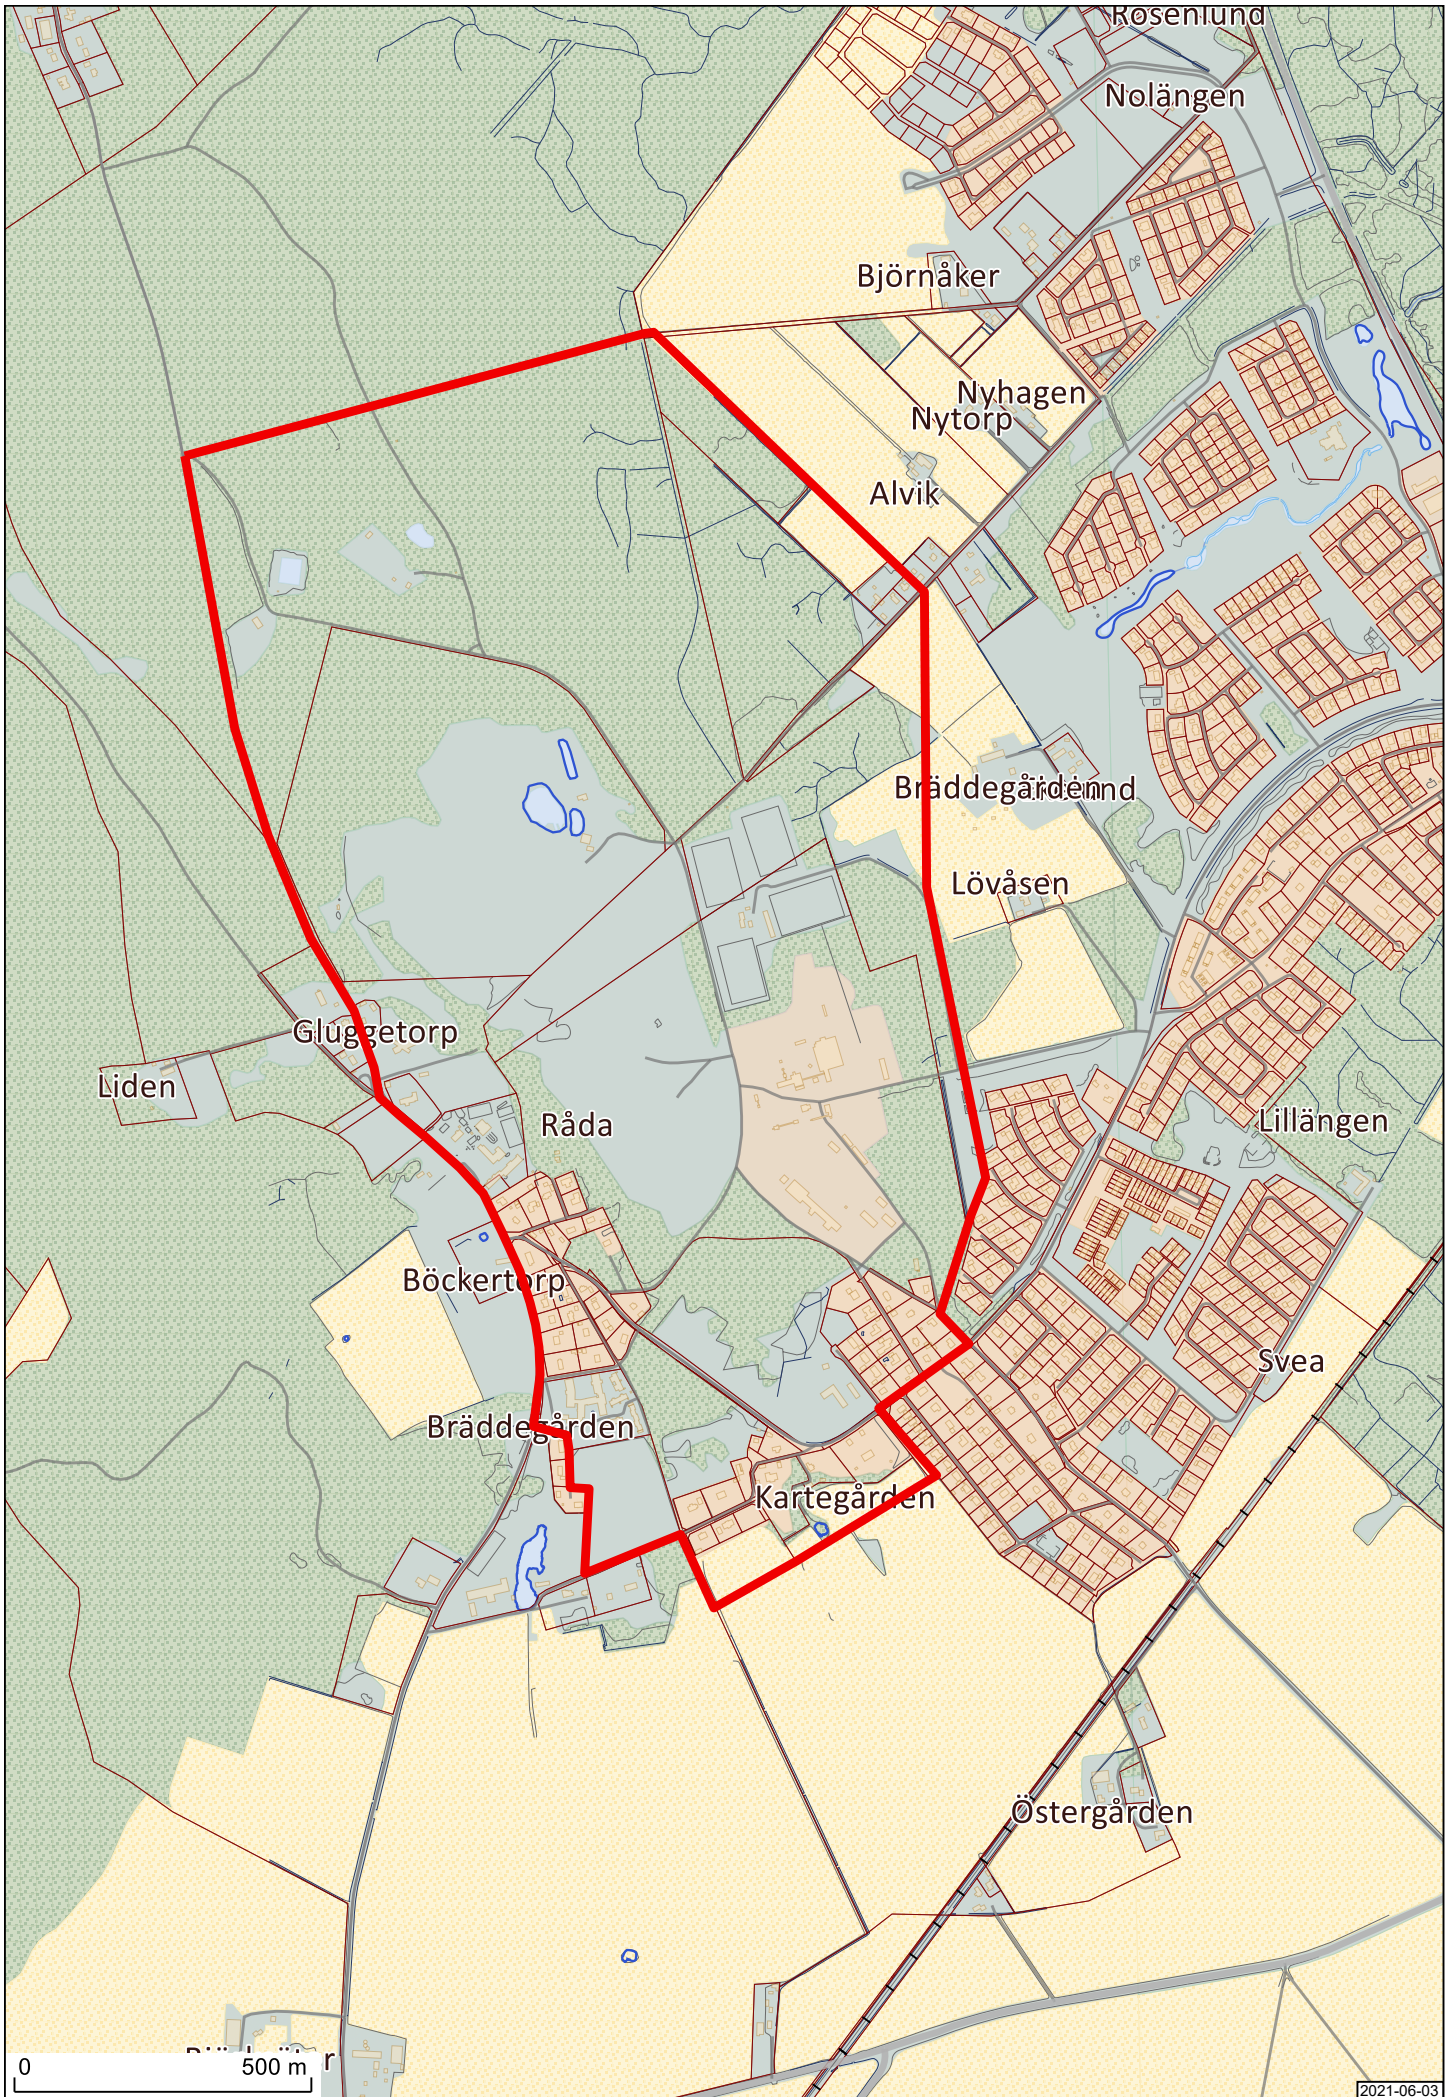 Rosenlund
Nolängen
Björnåker
Nyhagen
Nytorp
Alvik
Bräddegården
Lövåsen
Gluggetorp
Liden
Råda
Lillängen
Böckertorp
Svea
Bräddegården
Kartegården
Östergården
0 500 m
2021-06-03